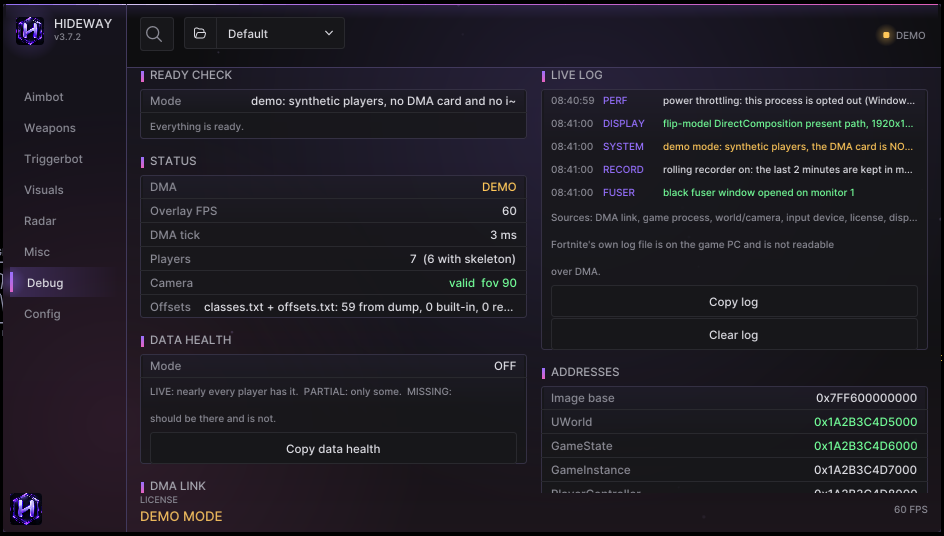 HIDEWAY
v3.7.2
Default
DEMO
Aimbot
Weapons
Triggerbot
Visuals
Radar
Misc
Debug
Config
READY CHECK
Mode demo: synthetic players, no DMA card and no i~
Everything is ready.
STATUS
DMA DEMO
Overlay FPS 60
DMA tick 3 ms
Players 7 (6 with skeleton)
Camera valid fov 90
Offsets classes.txt + offsets.txt: 59 from dump, 0 built-in, 0 re...
DATA HEALTH
Mode OFF
LIVE: nearly every player has it. PARTIAL: only some. MISSING:
should be there and is not.
Copy data health
DMA LINK
LICENSE
DEMO MODE
LIVE LOG
08:40:59 PERF power throttling: this process is opted out (Window...
08:41:00 DISPLAY flip-model DirectComposition present path, 1920x1...
08:41:00 SYSTEM demo mode: synthetic players, the DMA card is NO...
08:41:00 RECORD rolling recorder on: the last 2 minutes are kept in m...
08:41:00 FUSER black fuser window opened on monitor 1
Sources: DMA link, game process, world/camera, input device, license, disp...
Fortnite's own log file is on the game PC and is not readable
over DMA.
Copy log
Clear log
ADDRESSES
Image base 0x7FF600000000
UWorld 0x1A2B3C4D5000
GameState 0x1A2B3C4D6000
GameInstance 0x1A2B3C4D7000
PlayerController 0x1A2B3C4D8000
60 FPS